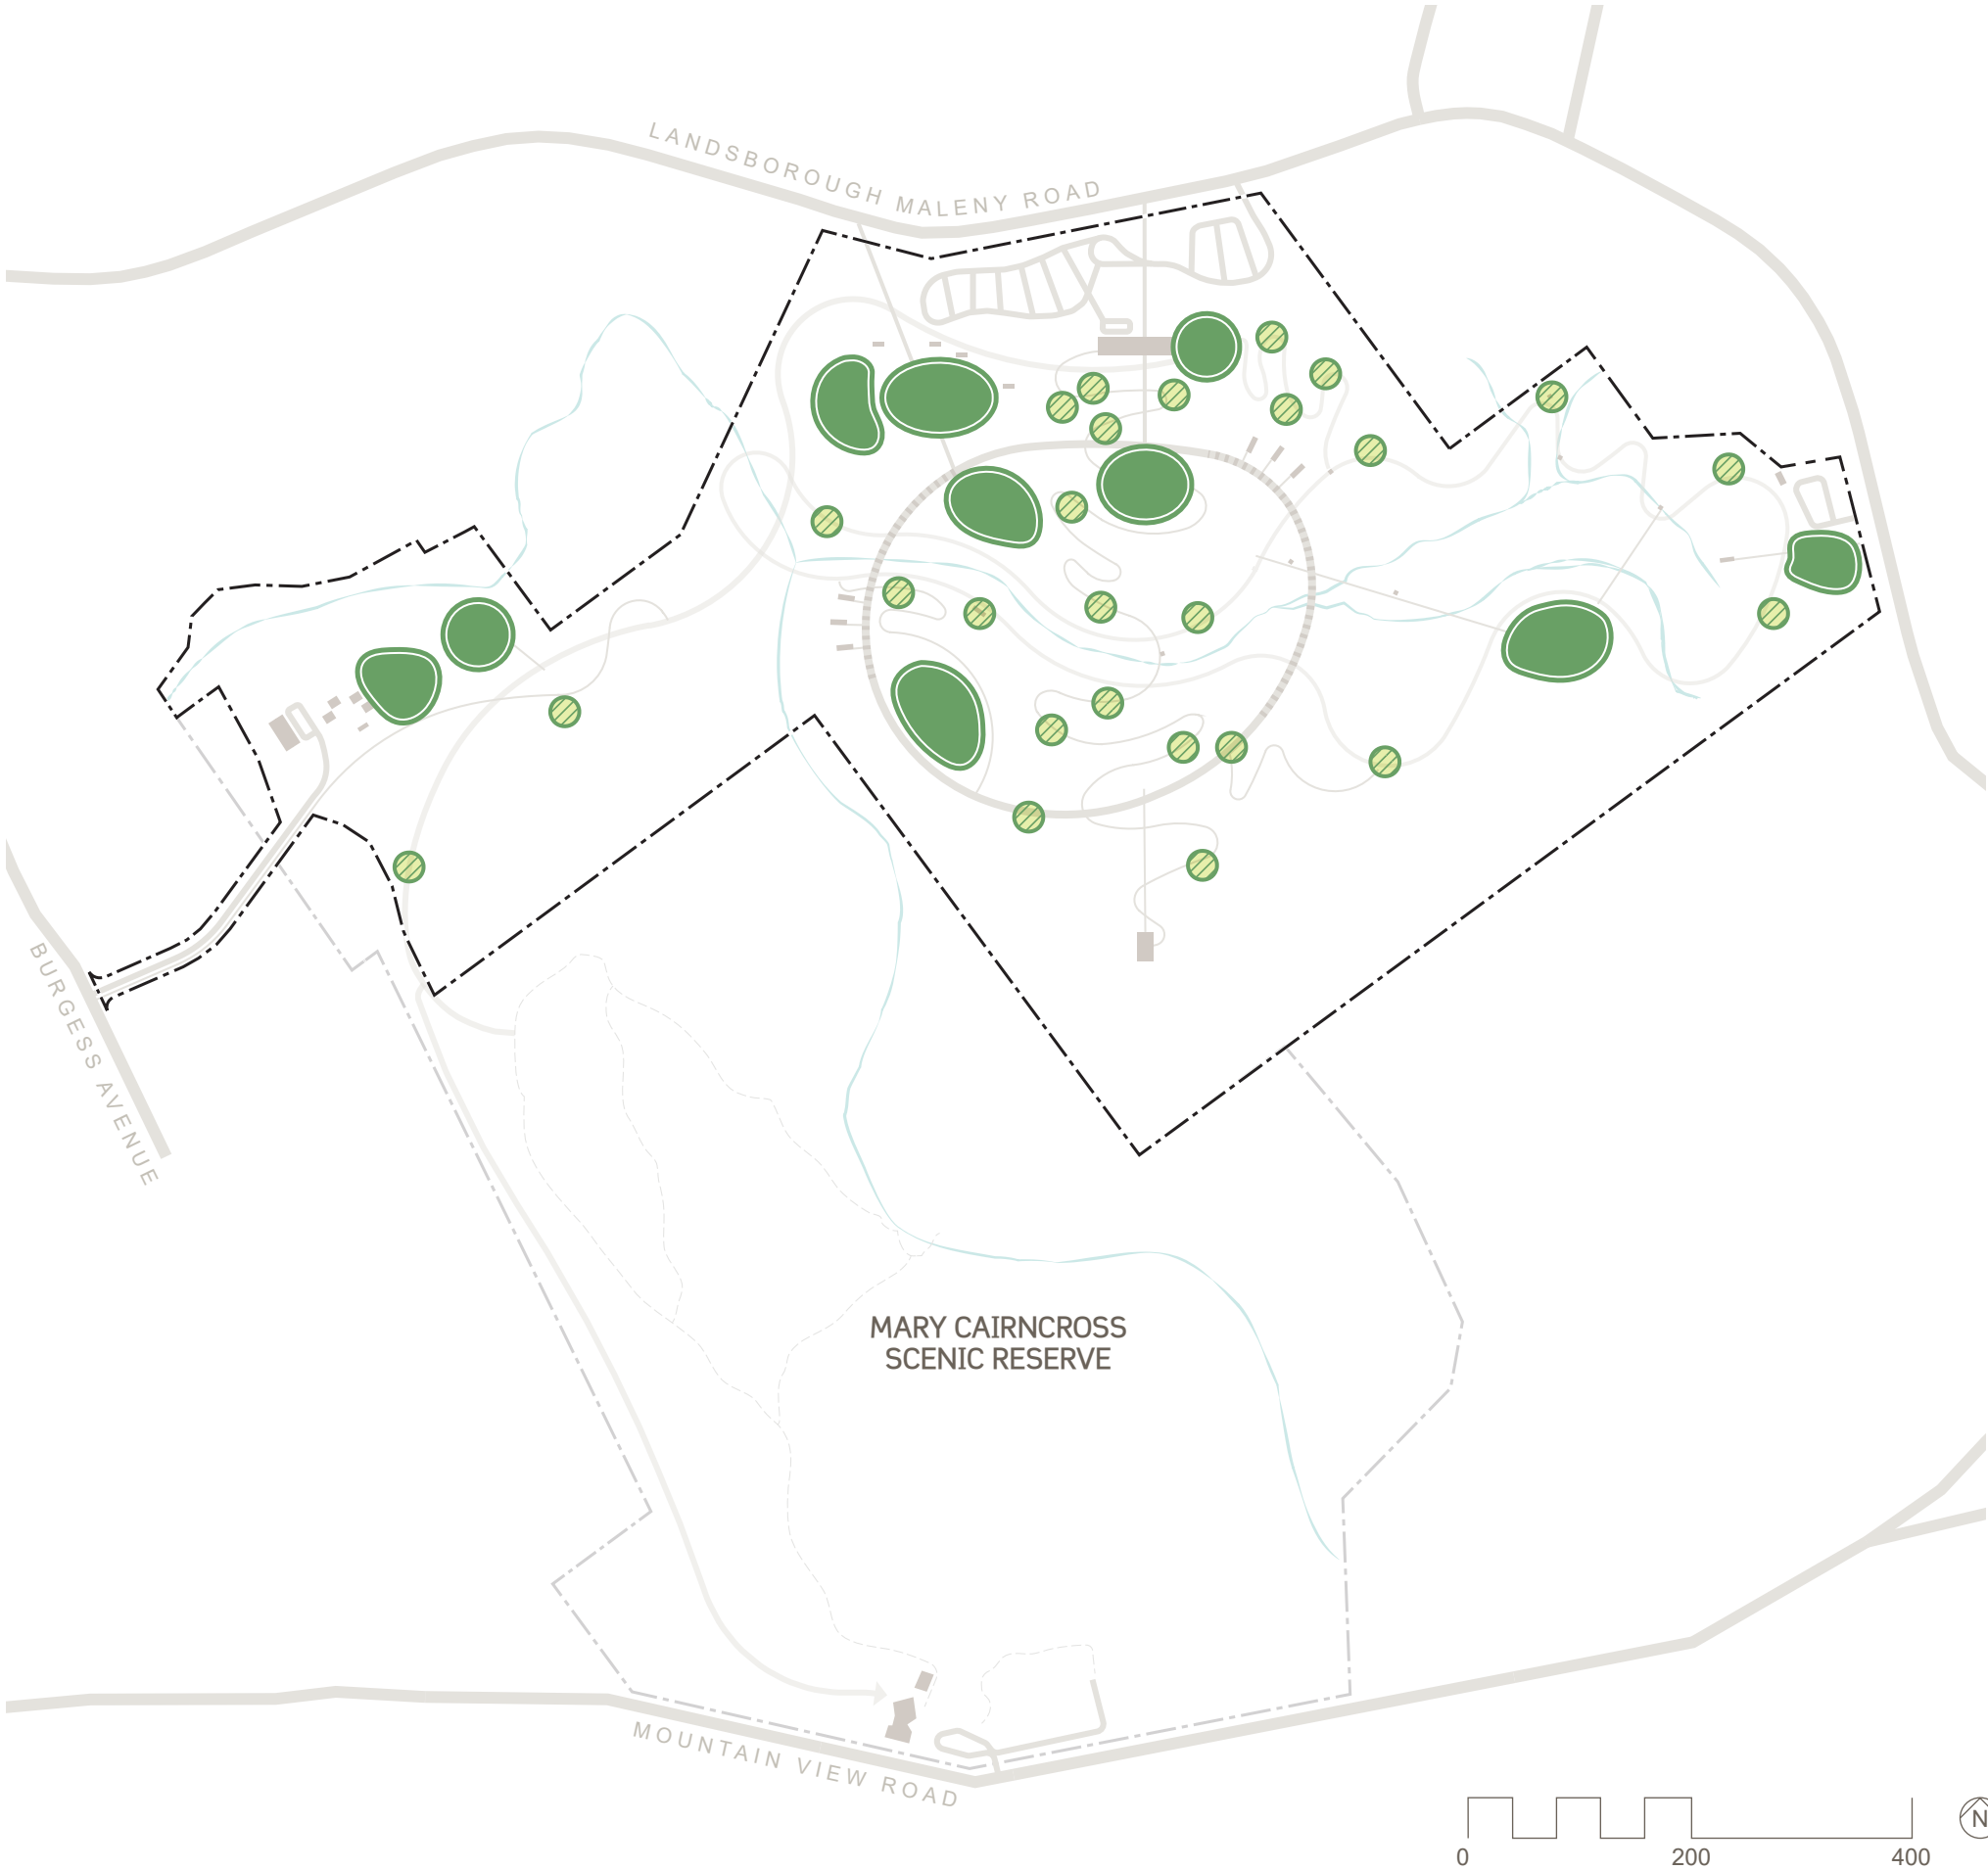 LANDSBOROUGH MALENY ROAD
BURGESS AVENUE
MARY CAIRNCROSS
SCENIC RESERVE
MOUNTAIN VIEW ROAD
N
0 200 400